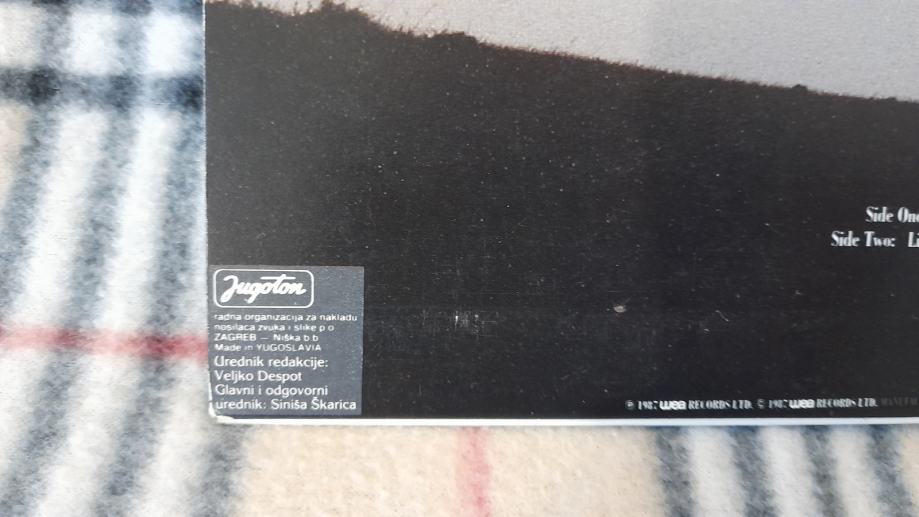 Side One
Side Two: Li
Jugoton
radna organizacija za nakladu
nosilaca zvuka i slike p o
ZAGREB — Niška b b
Made in YUGOSLAVIA
Urednik redakcije:
Veljko Despot
Glavni i odgovorni
urednik: Siniša Škarica
℗ 1987 wea RECORDS LTD. © 1987 wea RECORDS LTD.